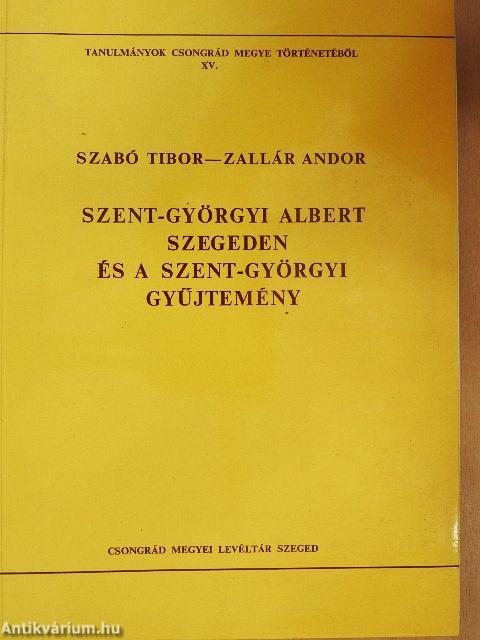 TANULMÁNYOK CSONGRÁD MEGYE TÖRTÉNETÉBŐL
XV.
SZABÓ TIBOR—ZALLÁR ANDOR
SZENT-GYÖRGYI ALBERT
SZEGEDEN
ÉS A SZENT-GYÖRGYI
GYŰJTEMÉNY
CSONGRÁD MEGYEI LEVÉLTÁR SZEGED
Antikvárium.hu